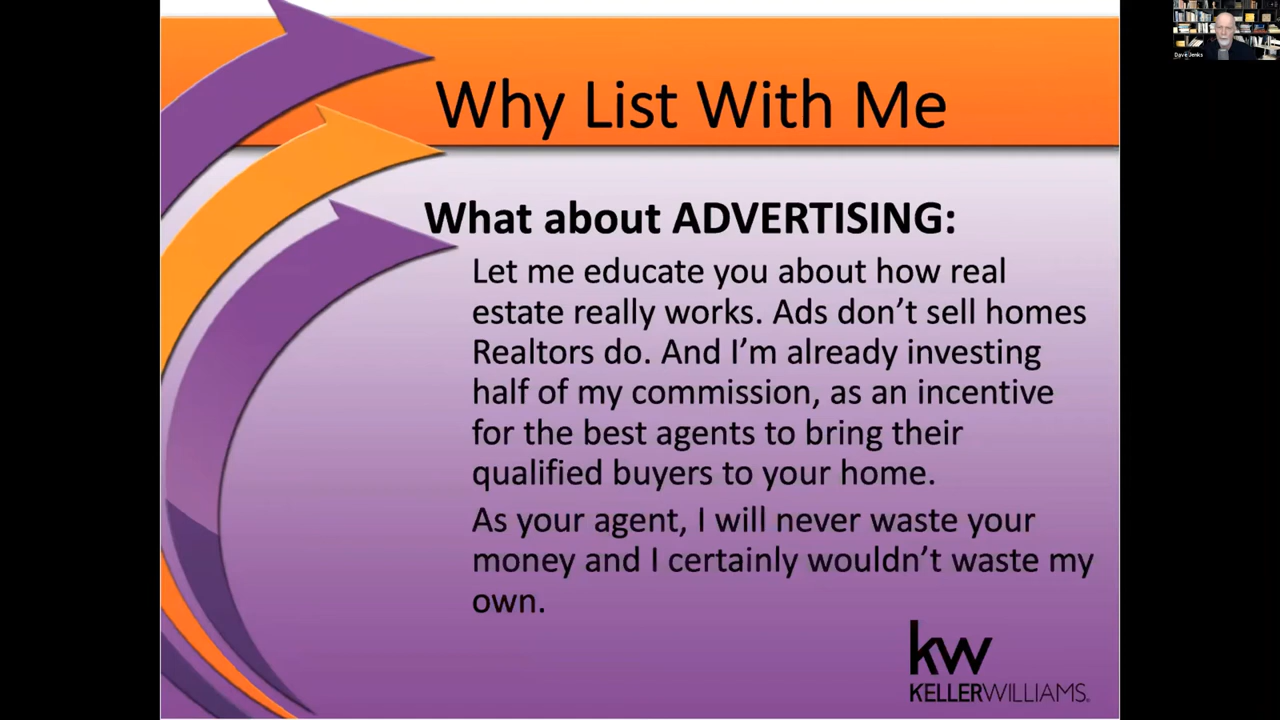 Why List With Me
Dave Jenks
What about ADVERTISING:
Let me educate you about how real
estate really works. Ads don’t sell homes
Realtors do. And I’m already investing
half of my commission, as an incentive
for the best agents to bring their
qualified buyers to your home.
As your agent, I will never waste your
money and I certainly wouldn’t waste my
own.
kw
KELLERWILLIAMS.